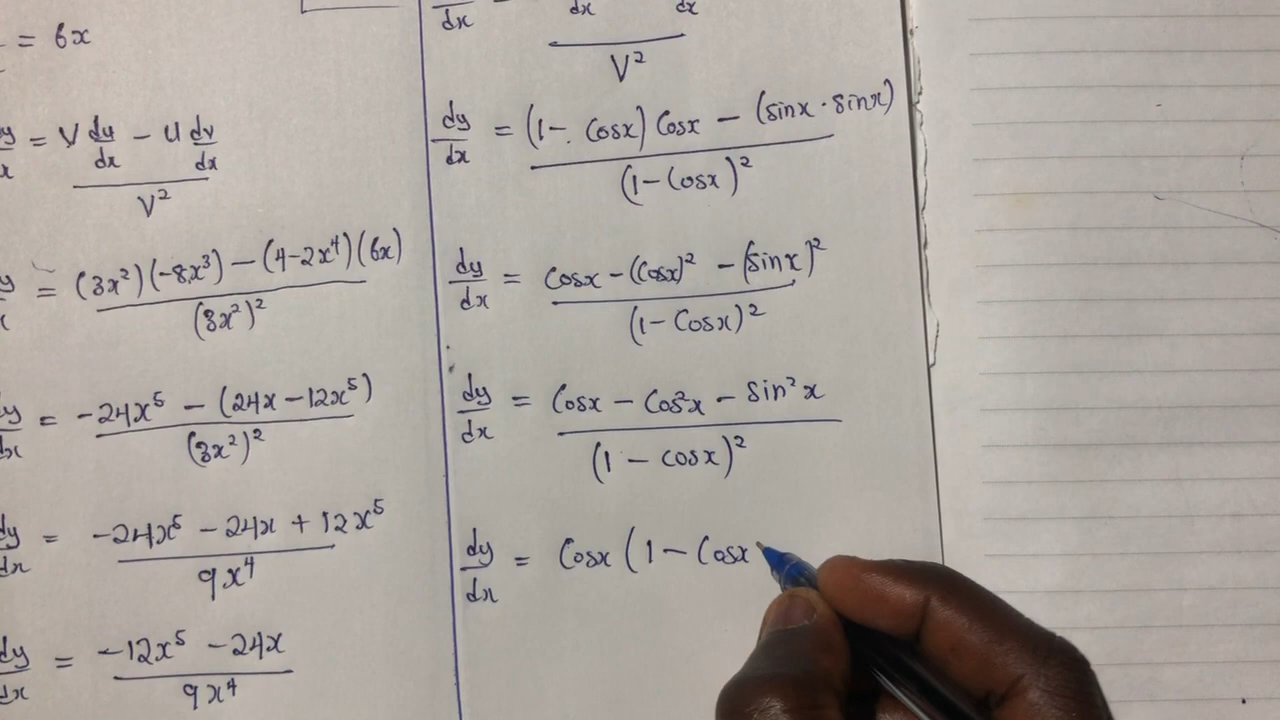 = 6x
= V du/dx - U dv/dx
V²
= (3x²)(-8x³) - (4-2x⁴)(6x)
(3x²)²
= -24x⁵ - (24x - 12x⁵)
(3x²)²
dy/dx = -24x⁵ - 24x + 12x⁵
9x⁴
dy/dx = -12x⁵ - 24x
9x⁴
dx dx dx
V²
dy/dx = (1 - Cosx) Cosx - (sinx · sinx)
(1 - Cosx)²
dy/dx = Cosx - (Cosx)² - (sinx)²
(1 - Cosx)²
dy/dx = Cosx - Cos²x - sin²x
(1 - cosx)²
dy/dx = Cosx (1 - Cosx